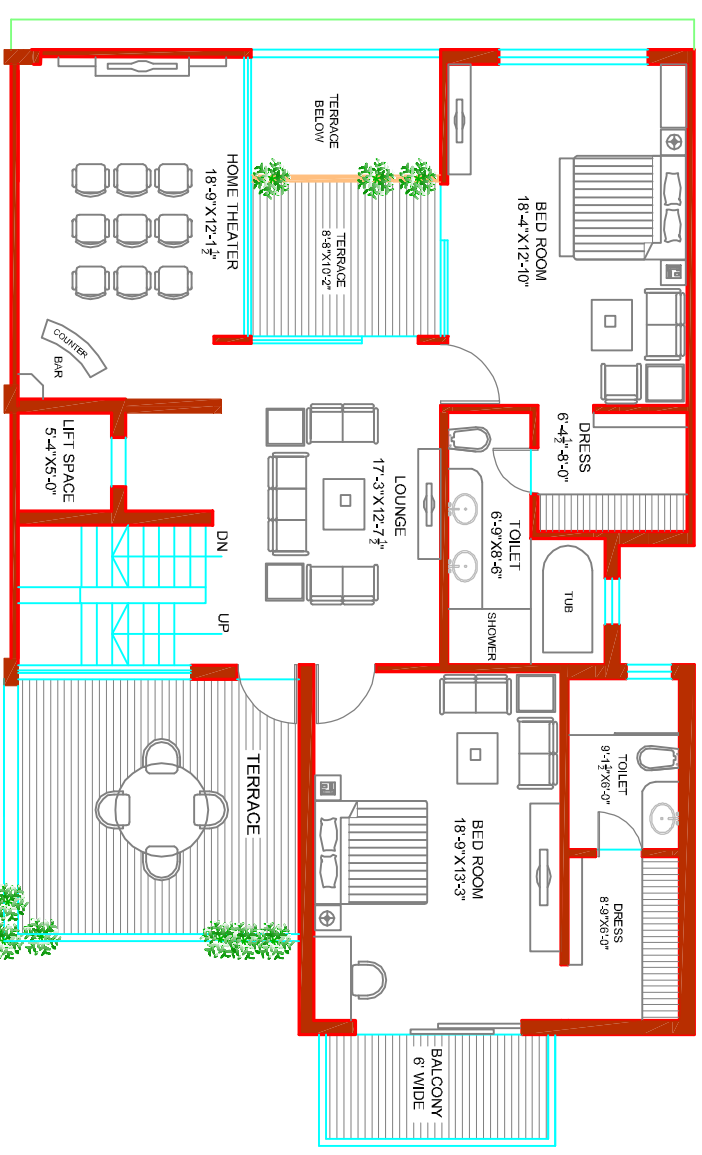 TERRACE
BELOW
HOME THEATER
18'-9"X12'-1½"
TERRACE
8'-8"X10'-2"
BED ROOM
18'-4"X12'-10"
COUNTER
BAR
LIFT SPACE
5'-4"X5'-0"
LOUNGE
17'-3"X12'-7½"
DRESS
6'-4½"-8'-0"
TOILET
6'-9"X8'-6"
TUB
SHOWER
DN
UP
TERRACE
BED ROOM
18'-9"X13'-3"
TOILET
9'-1½"X6'-0"
DRESS
8'-9"X6'-0"
BALCONY
6' WIDE